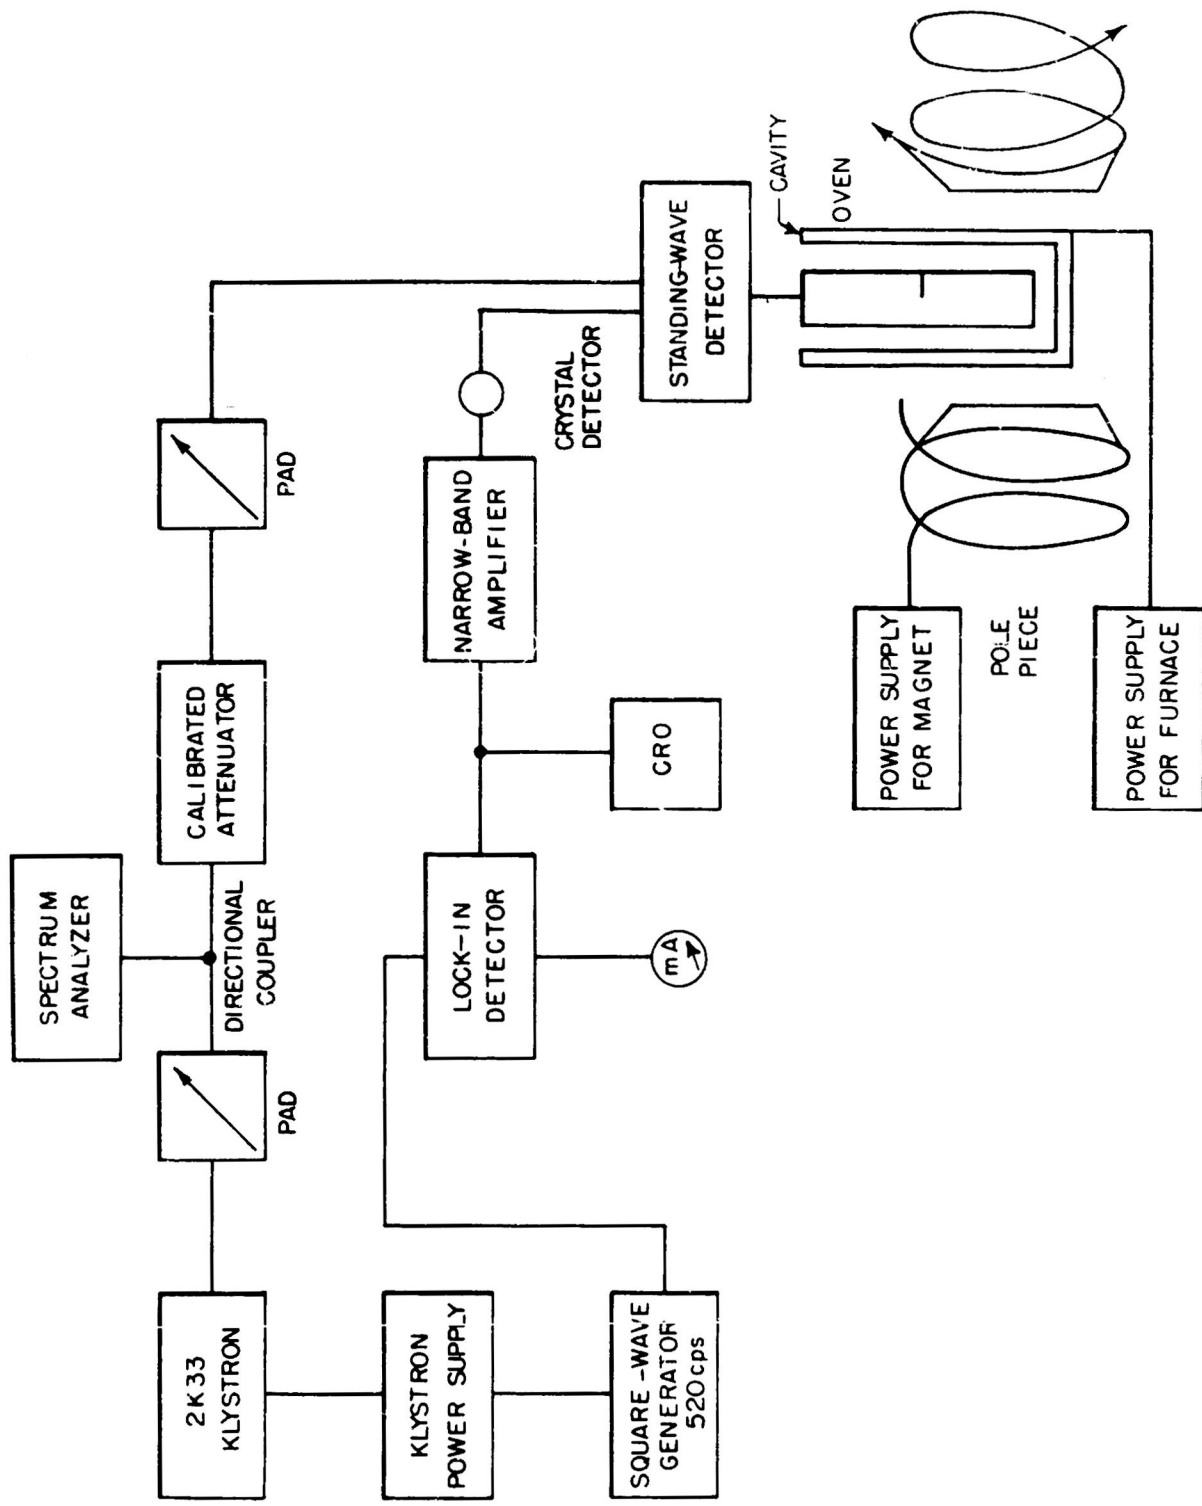 SPECTRUM
ANALYZER
2K33
KLYSTRON
PAD
DIRECTIONAL
COUPLER
CALIBRATED
ATTENUATOR
PAD
KLYSTRON
POWER SUPPLY
LOCK-IN
DETECTOR
NARROW-BAND
AMPLIFIER
CRYSTAL
DETECTOR
SQUARE-WAVE
GENERATOR
520cps
mA
CRO
STANDING-WAVE
DETECTOR
CAVITY
OVEN
POWER SUPPLY
FOR MAGNET
POLE
PIECE
POWER SUPPLY
FOR FURNACE